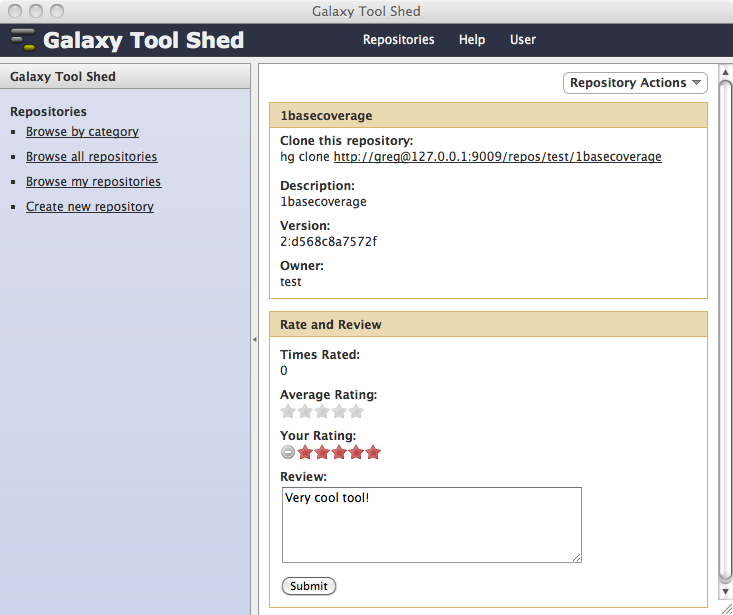 Galaxy Tool Shed
Galaxy Tool Shed
Repositories
Help
User
Galaxy Tool Shed
Repositories
Browse by category
Browse all repositories
Browse my repositories
Create new repository
Repository Actions
1basecoverage
Clone this repository:
hg clone http://greg@127.0.0.1:9009/repos/test/1basecoverage
Description:
1basecoverage
Version:
2:d568c8a7572f
Owner:
test
Rate and Review
Times Rated:
0
Average Rating:
Your Rating:
Review:
Very cool tool!
Submit